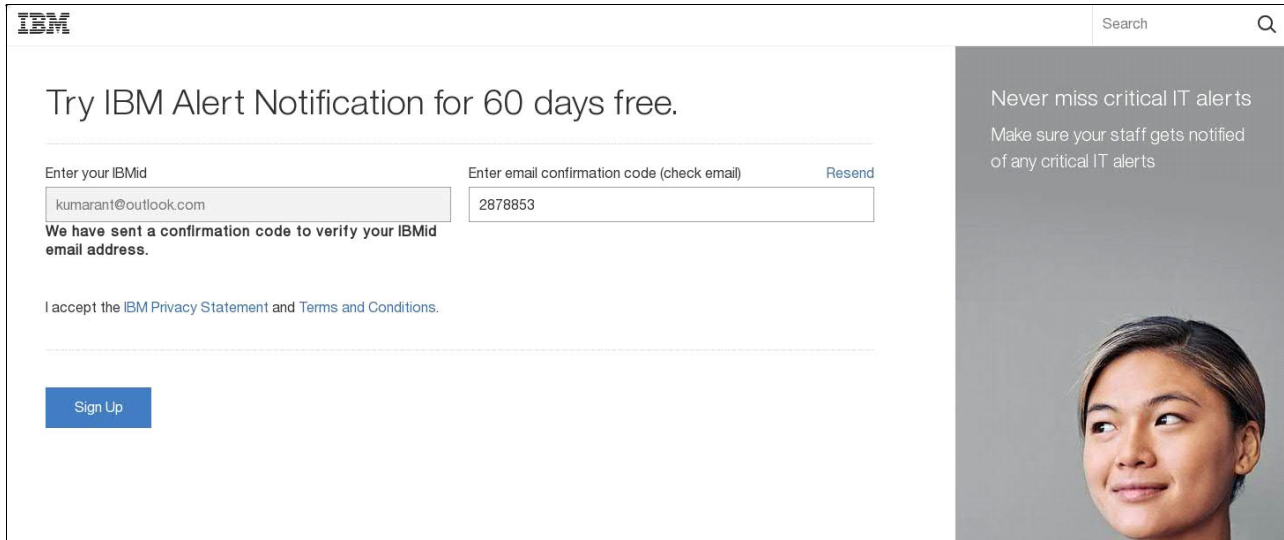 IBM
Search
Try IBM Alert Notification for 60 days free.
Enter your IBMid
Enter email confirmation code (check email)
Resend
kumarant@outlook.com
2878853
We have sent a confirmation code to verify your IBMid
email address.
I accept the IBM Privacy Statement and Terms and Conditions.
Sign Up
Never miss critical IT alerts
Make sure your staff gets notified
of any critical IT alerts